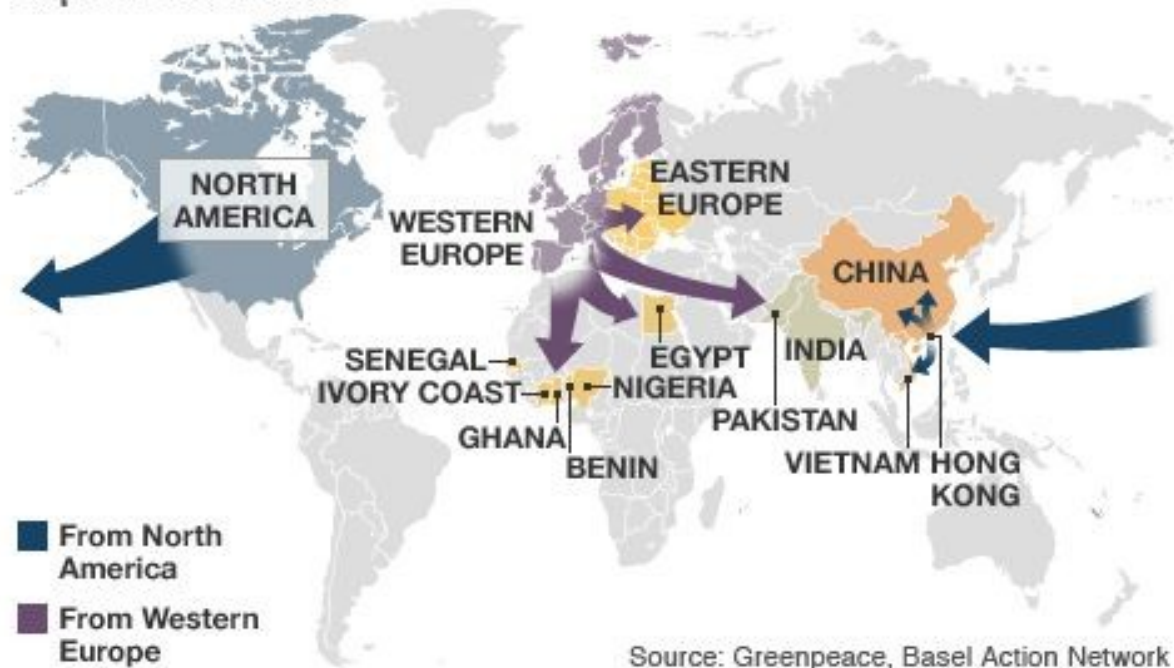 NORTH
AMERICA
WESTERN
EUROPE
EASTERN
EUROPE
CHINA
SENEGAL
IVORY COAST
GHANA
BENIN
EGYPT
NIGERIA
INDIA
PAKISTAN
VIETNAM
HONG
KONG
From North
America
From Western
Europe
Source: Greenpeace, Basel Action Network